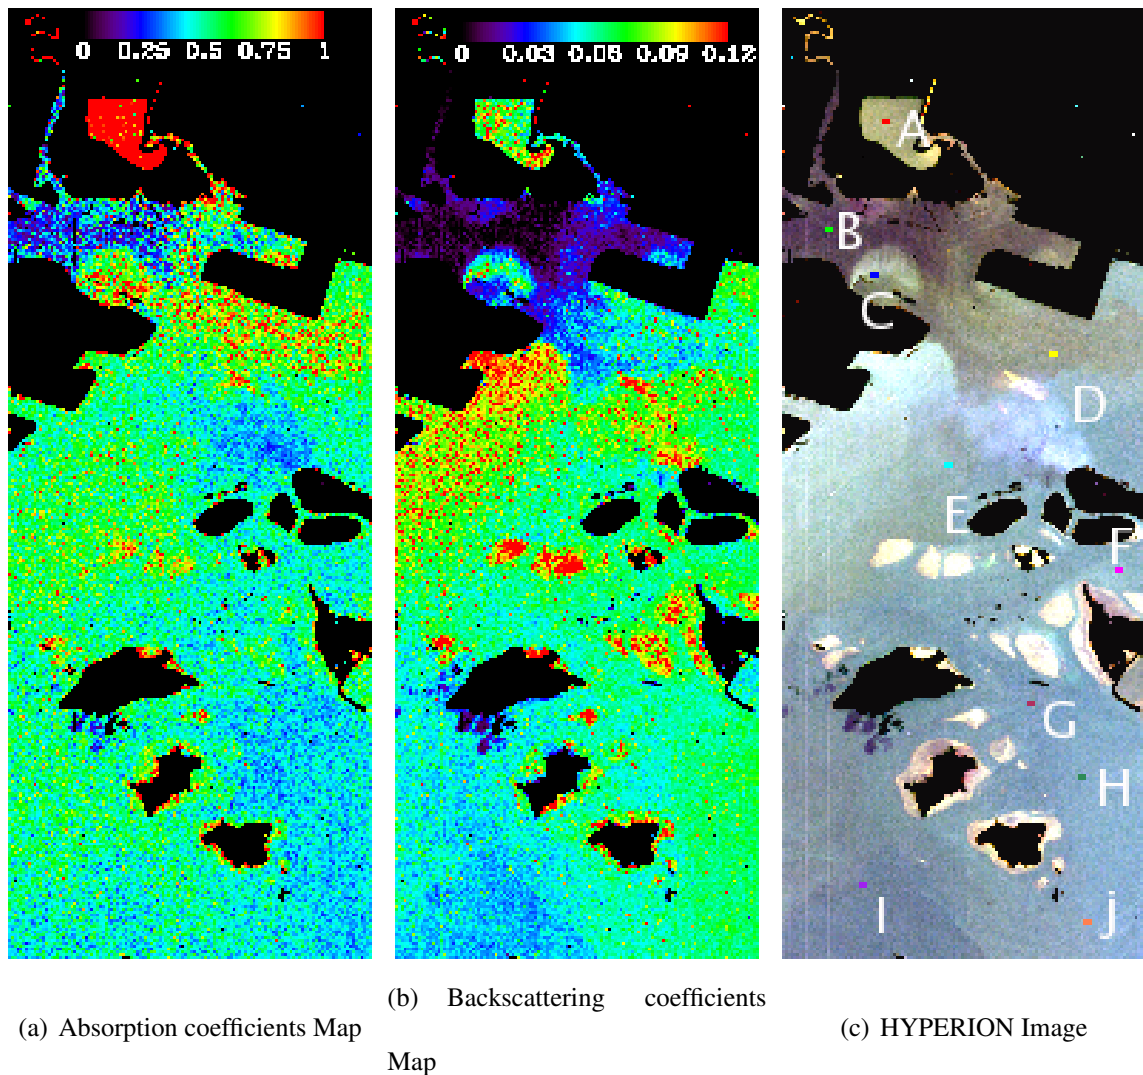 0 0.25 0.5 0.75 1
0 0.03 0.06 0.09 0.12
A
B
C
D
E
F
G
H
I
j
(a) Absorption coefficients Map
(b) Backscattering coefficients
Map
(c) HYPERION Image